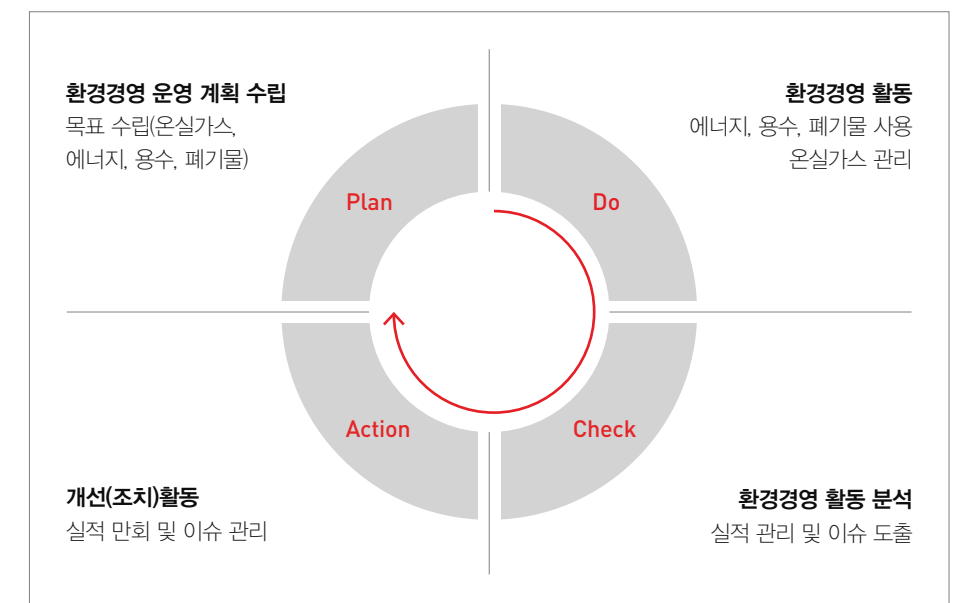 환경경영 운영 계획 수립
목표 수립(온실가스,
에너지, 용수, 폐기물)
Plan
환경경영 활동
에너지, 용수, 폐기물 사용
온실가스 관리
Do
Action
개선(조치)활동
실적 만회 및 이슈 관리
Check
환경경영 활동 분석
실적 관리 및 이슈 도출